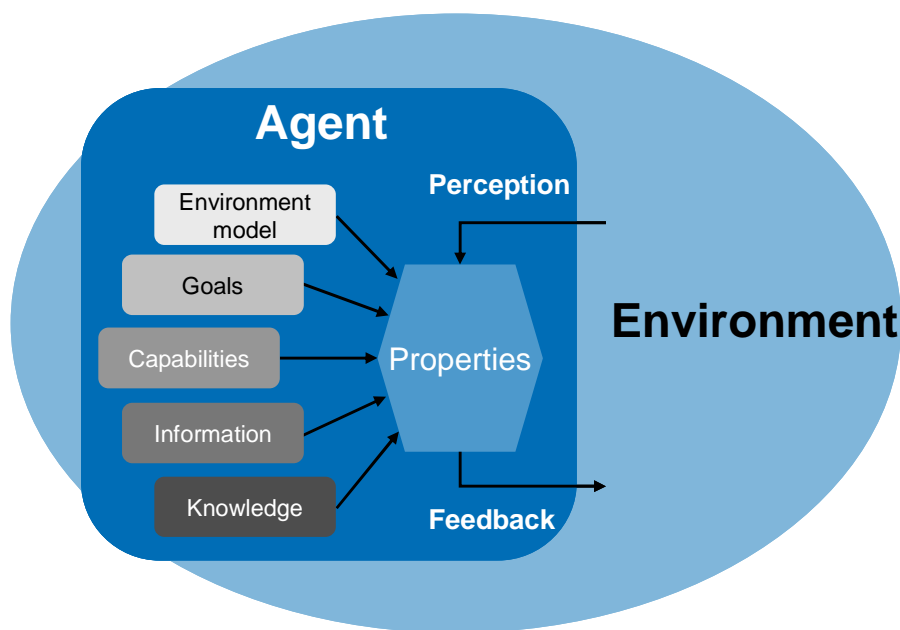 Agent
Perception
Environment
model
Goals
Environment
Capabilities
Properties
Information
Knowledge
Feedback